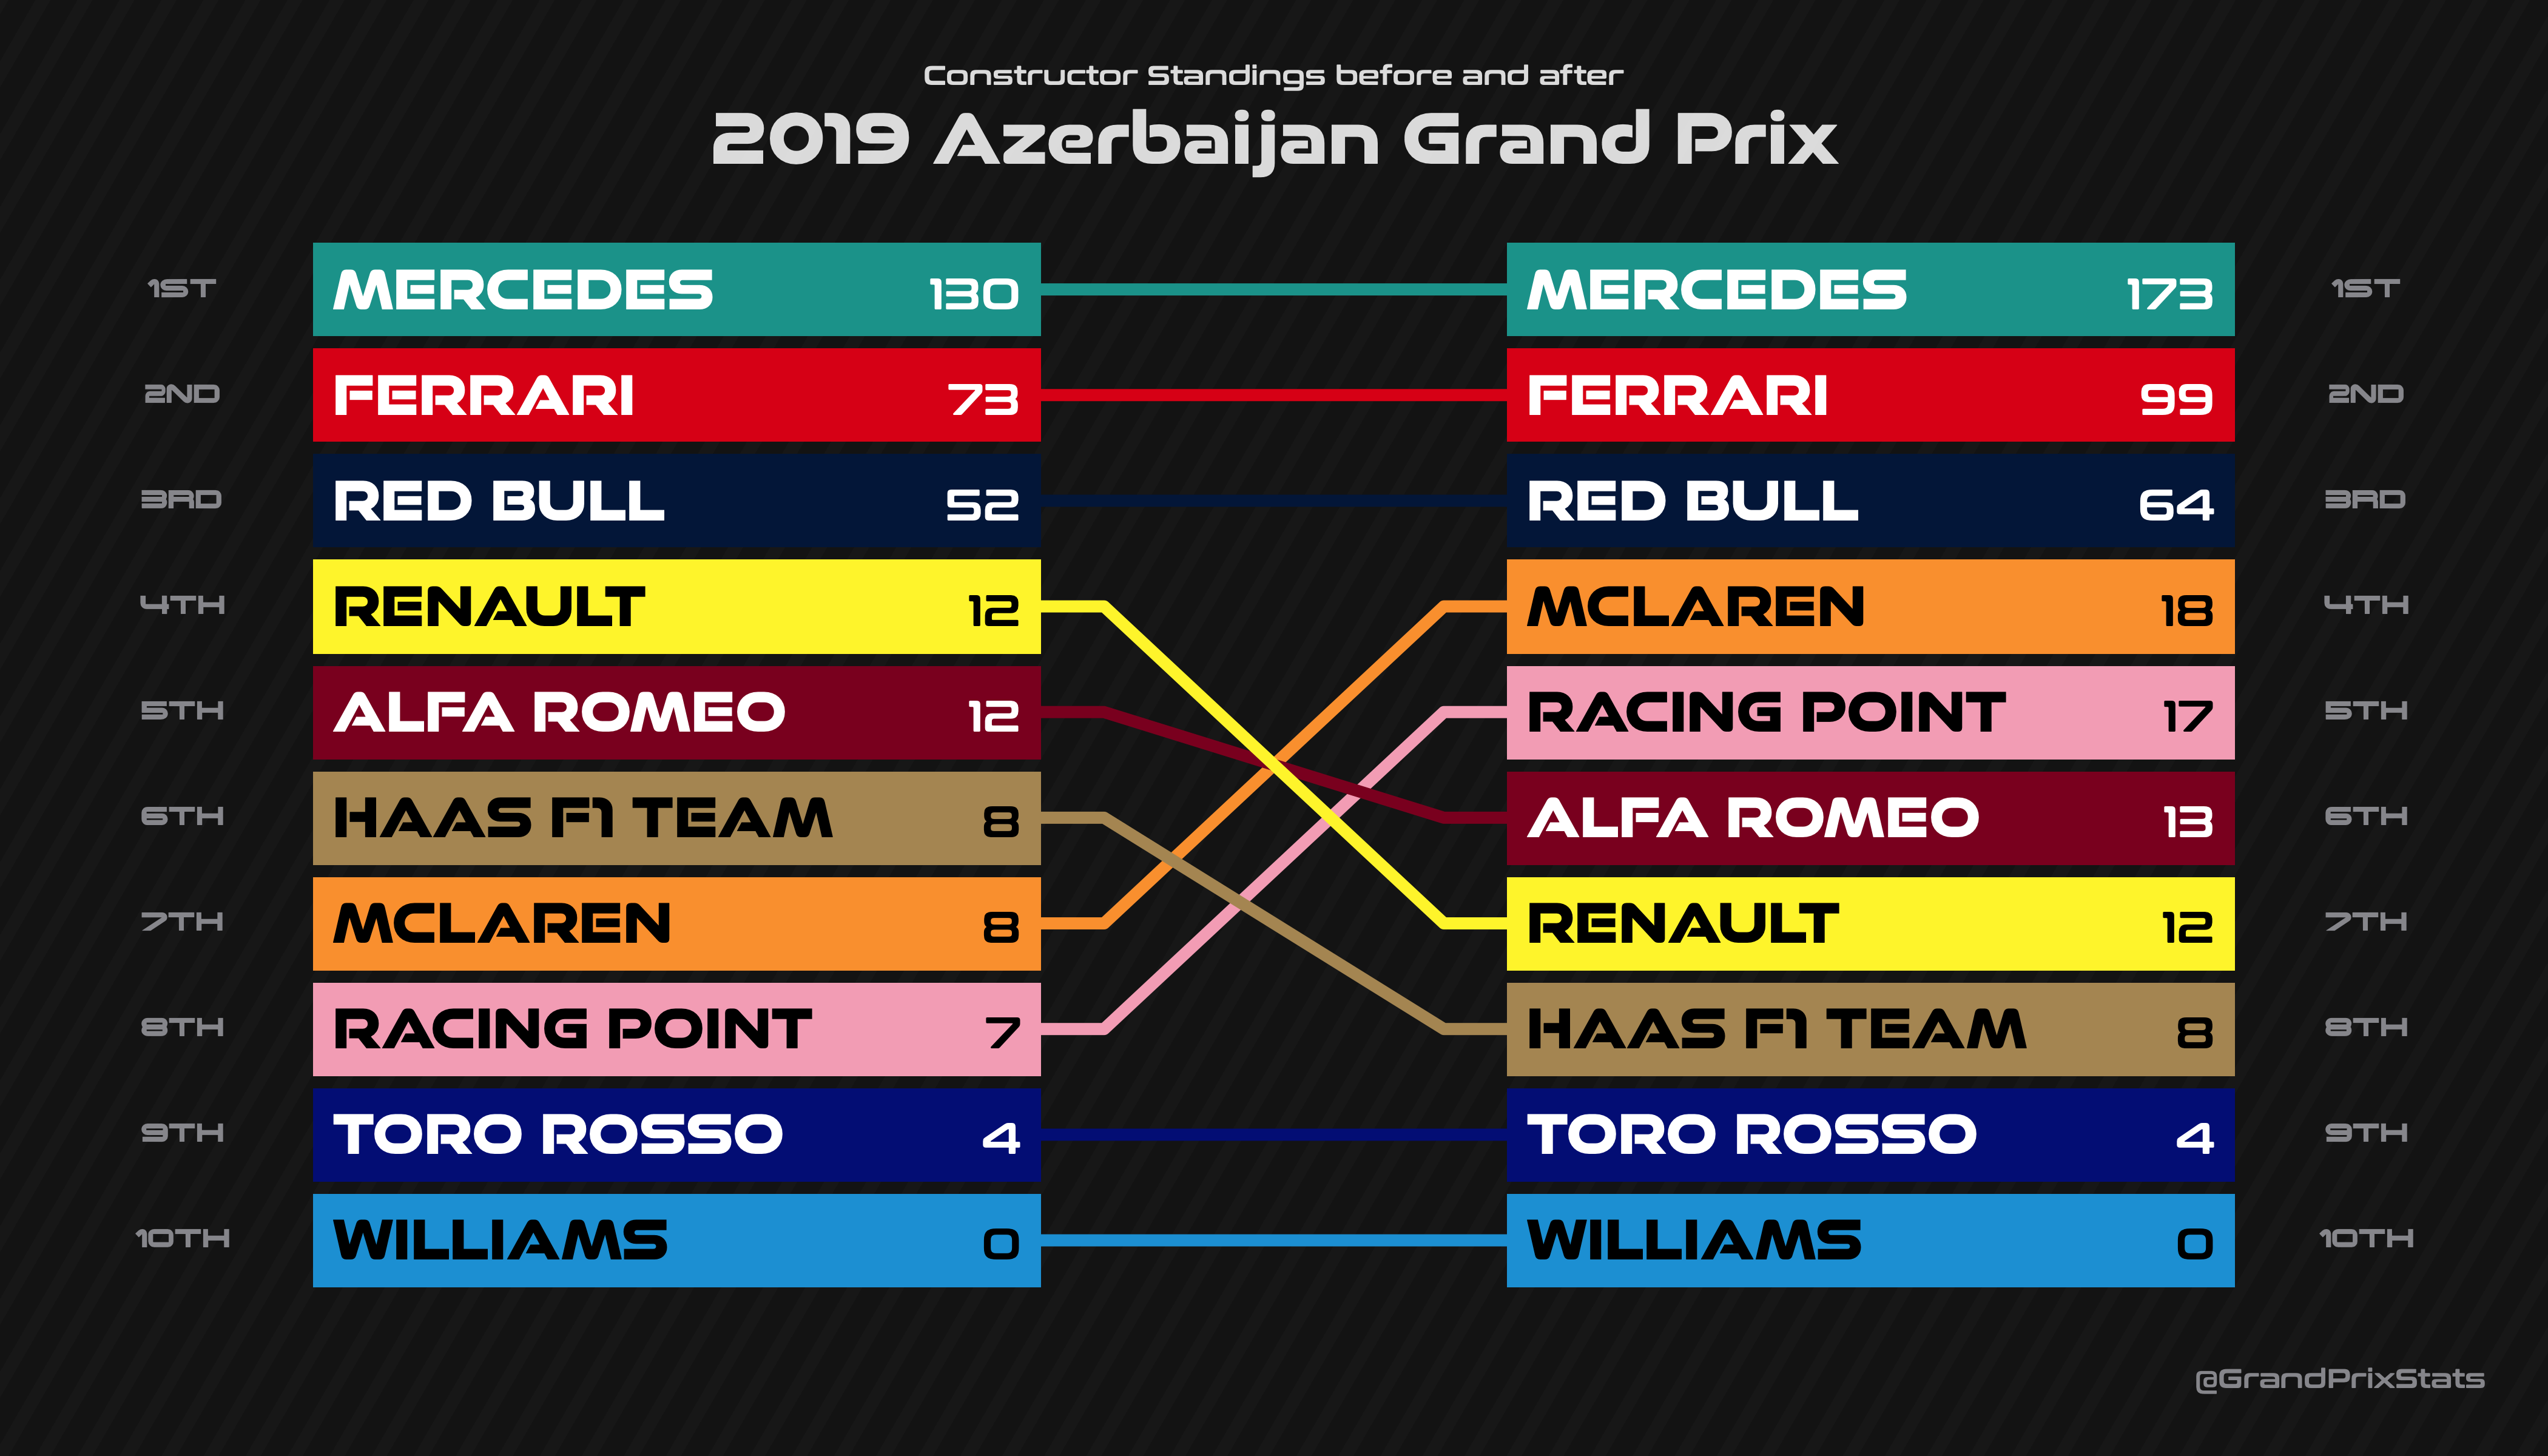 Constructor Standings before and after
2019 Azerbaijan Grand Prix
1ST MERCEDES 130 MERCEDES 173 1ST
2ND FERRARI 73 FERRARI 99 2ND
3RD RED BULL 52 RED BULL 64 3RD
4TH RENAULT 12 MCLAREN 18 4TH
5TH ALFA ROMEO 12 RACING POINT 17 5TH
6TH HAAS F1 TEAM 8 ALFA ROMEO 13 6TH
7TH MCLAREN 8 RENAULT 12 7TH
8TH RACING POINT 7 HAAS F1 TEAM 8 8TH
9TH TORO ROSSO 4 TORO ROSSO 4 9TH
10TH WILLIAMS 0 WILLIAMS 0 10TH
@GrandPrixStats